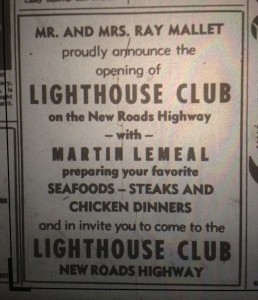 MR. AND MRS. RAY MALLET
proudly announce the
opening of
LIGHTHOUSE CLUB
on the New Roads Highway
– with –
MARTIN LEMEAL
preparing your favorite
SEAFOODS – STEAKS AND
CHICKEN DINNERS
and in invite you to come to the
LIGHTHOUSE CLUB
NEW ROADS HIGHWAY